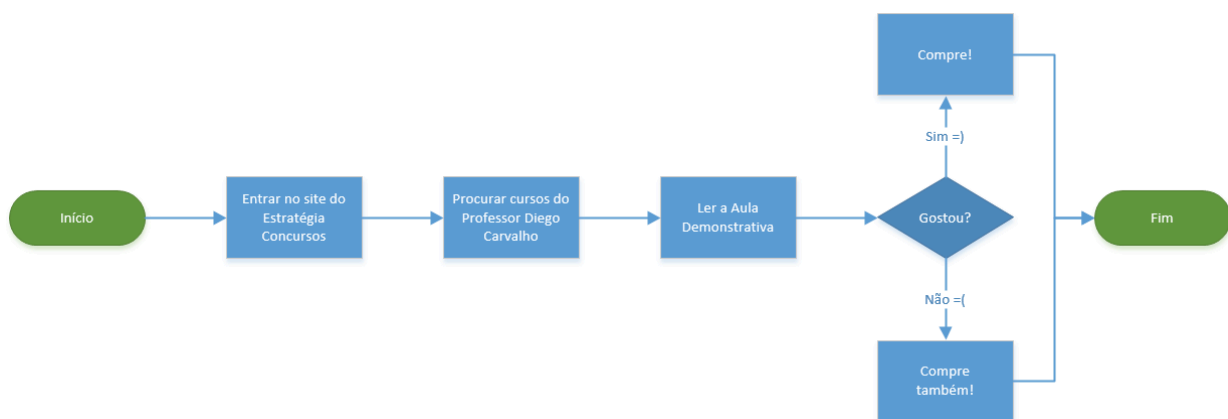 Início
Entrar no site do
Estratégia
Concursos
Procurar cursos do
Professor Diego
Carvalho
Ler a Aula
Demonstrativa
Gostou?
Sim =)
Compre!
Não =(
Compre
também!
Fim